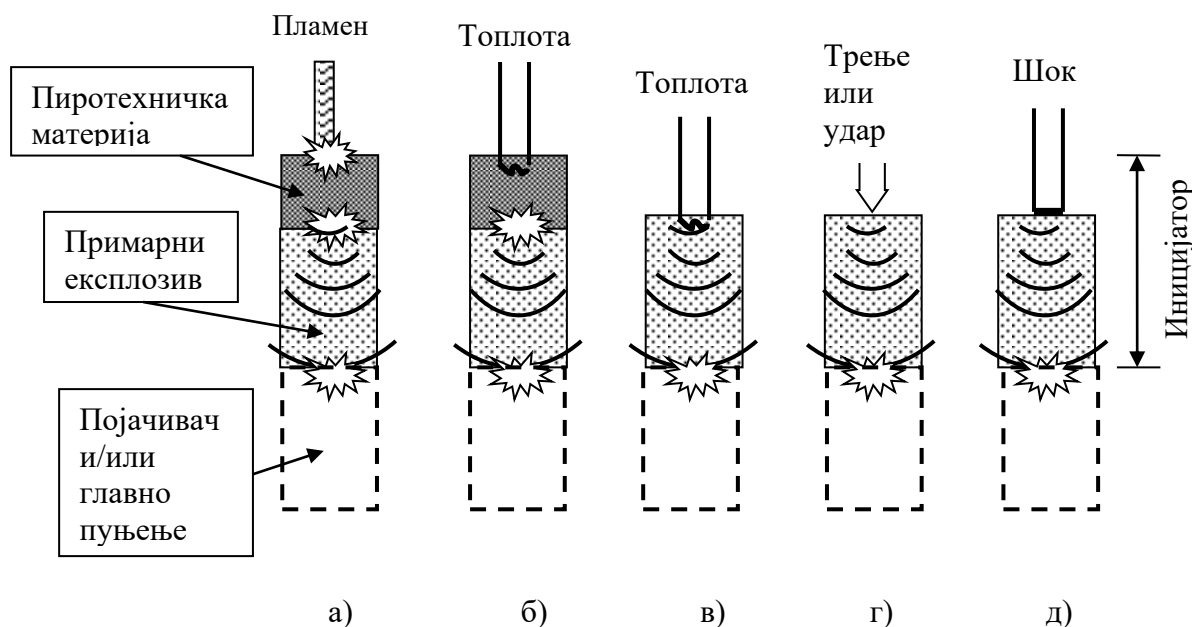 Пламен
Топлота
Топлота
Трење
или
удар
Шок
Пиротехничка
материја
Примарни
експлозив
Појачивач
и/или
главно
пуњење
Иницијатор
а)
б)
в)
г)
д)